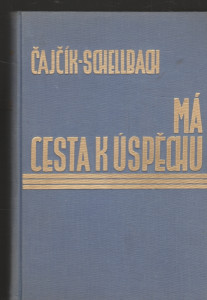 ČAJČÍK-SCHELLBACH
MÁ
CESTA K ÚSPĚCHU